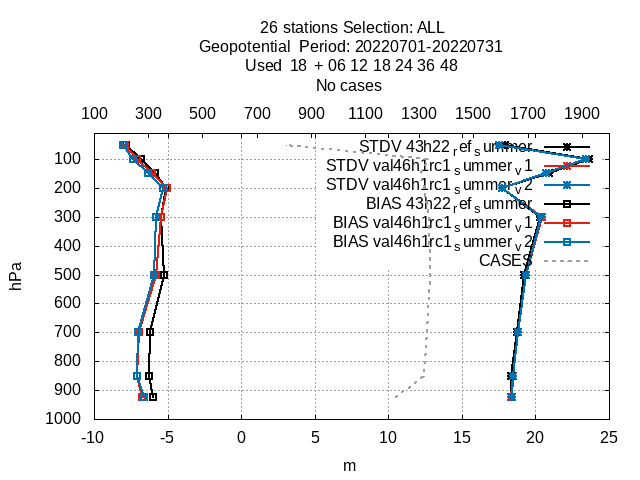 26 stations Selection: ALL
Geopotential Period: 20220701-20220731
Used 18 + 06 12 18 24 36 48
No cases
100 300 500 700 900 1100 1300 1500 1700 1900
STDV 43h22_ref_summer
STDV val46h1rc1_summer_v1
STDV val46h1rc1_summer_v2
BIAS 43h22_ref_summer
BIAS val46h1rc1_summer_v1
BIAS val46h1rc1_summer_v2
CASES
hPa
100
200
300
400
500
600
700
800
900
1000
-10 -5 0 5 10 15 20 25
m